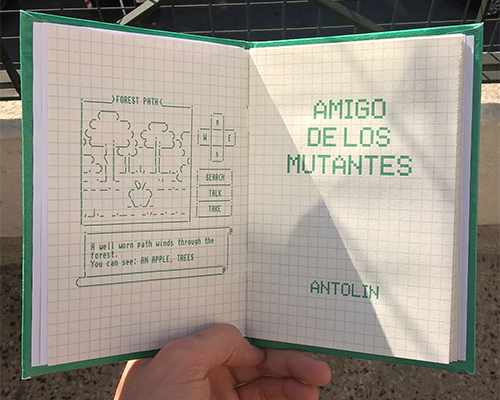 FOREST PATH
N
W E
S
SEARCH
TALK
TAKE
A well worn path winds through the
forest.
You can see: AN APPLE, TREES
AMIGO
DE LOS
MUTANTES
ANTOLIN